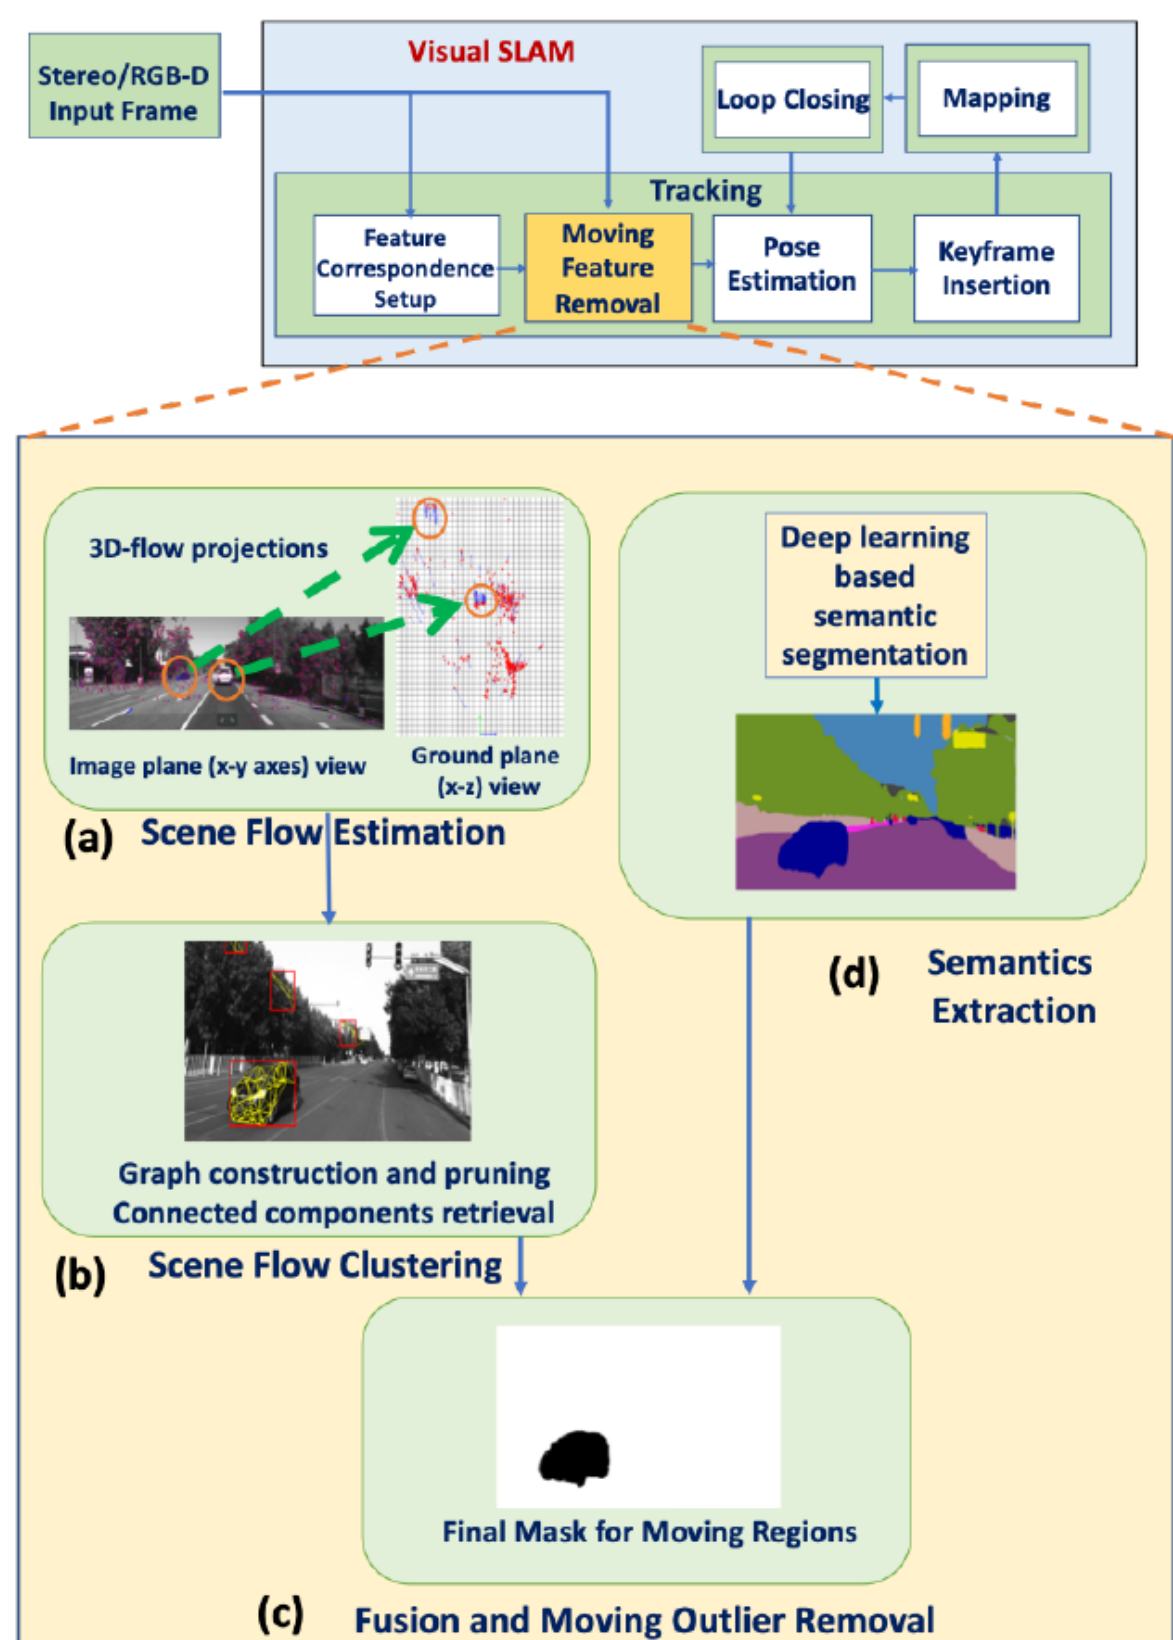 Visual SLAM
Stereo/RGB-D
Input Frame
Loop Closing
Mapping
Tracking
Feature
Correspondence
Setup
Moving
Feature
Removal
Pose
Estimation
Keyframe
Insertion
3D-flow projections
Image plane (x-y axes) view
Ground plane
(x-z) view
(a) Scene Flow Estimation
Deep learning
based
semantic
segmentation
(d) Semantics
Extraction
Graph construction and pruning
Connected components retrieval
(b) Scene Flow Clustering
Final Mask for Moving Regions
(c) Fusion and Moving Outlier Removal